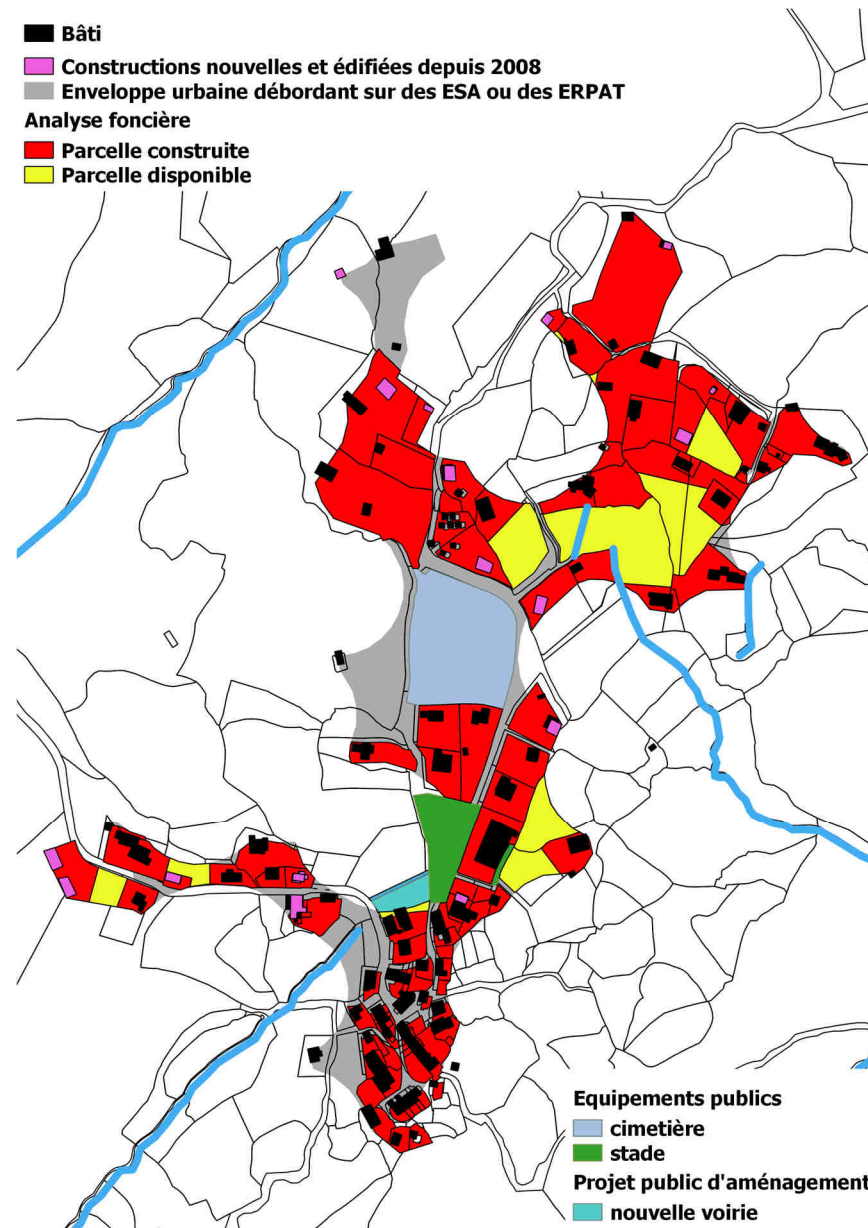 Bâti
Constructions nouvelles et édifiées depuis 2008
Enveloppe urbaine débordant sur des ESA ou des ERPAT
Analyse foncière
Parcelle construite
Parcelle disponible
Equipements publics
cimetière
stade
Projet public d'aménagement
nouvelle voirie